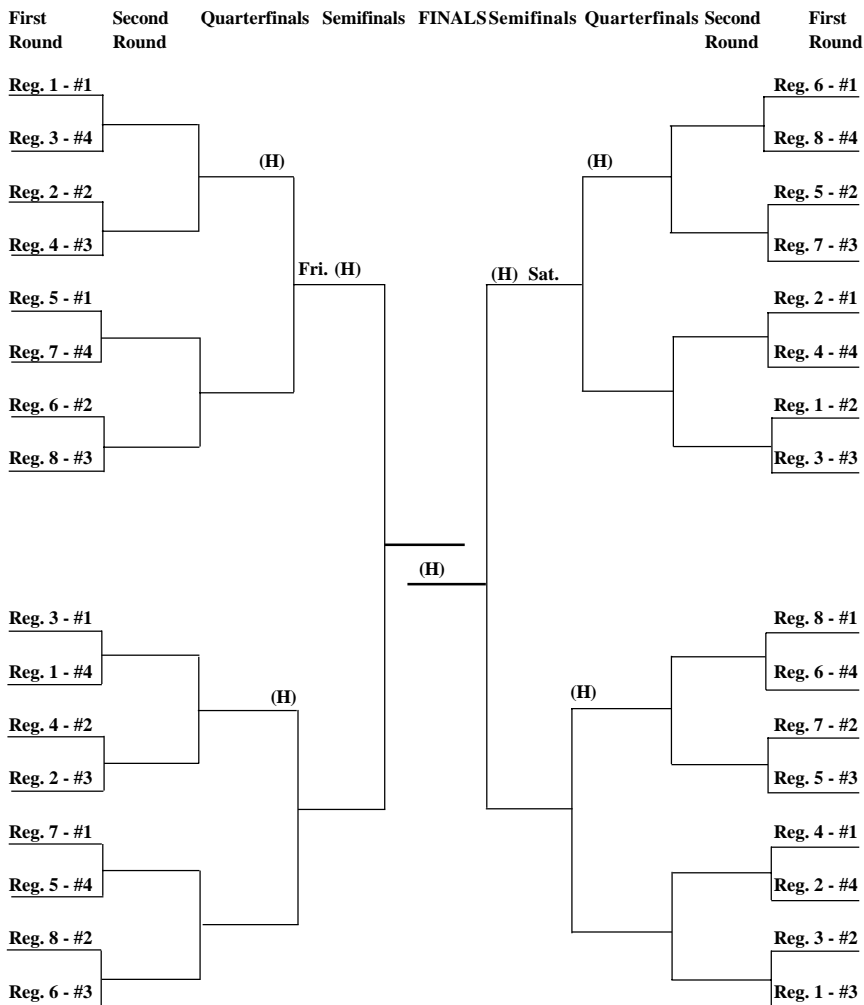 First Second Quarterfinals Semifinals FINALS Semifinals Quarterfinals Second First
Round Round Round Round
Reg. 1 - #1 Reg. 6 - #1
Reg. 3 - #4 Reg. 8 - #4
(H) (H)
Reg. 2 - #2 Reg. 5 - #2
Reg. 4 - #3 Reg. 7 - #3
Fri. (H) (H) Sat.
Reg. 5 - #1 Reg. 2 - #1
Reg. 7 - #4 Reg. 4 - #4
Reg. 6 - #2 Reg. 1 - #2
Reg. 8 - #3 Reg. 3 - #3
(H)
Reg. 3 - #1 Reg. 8 - #1
Reg. 1 - #4 Reg. 6 - #4
(H) (H)
Reg. 4 - #2 Reg. 7 - #2
Reg. 2 - #3 Reg. 5 - #3
Reg. 7 - #1 Reg. 4 - #1
Reg. 5 - #4 Reg. 2 - #4
Reg. 8 - #2 Reg. 3 - #2
Reg. 6 - #3 Reg. 1 - #3